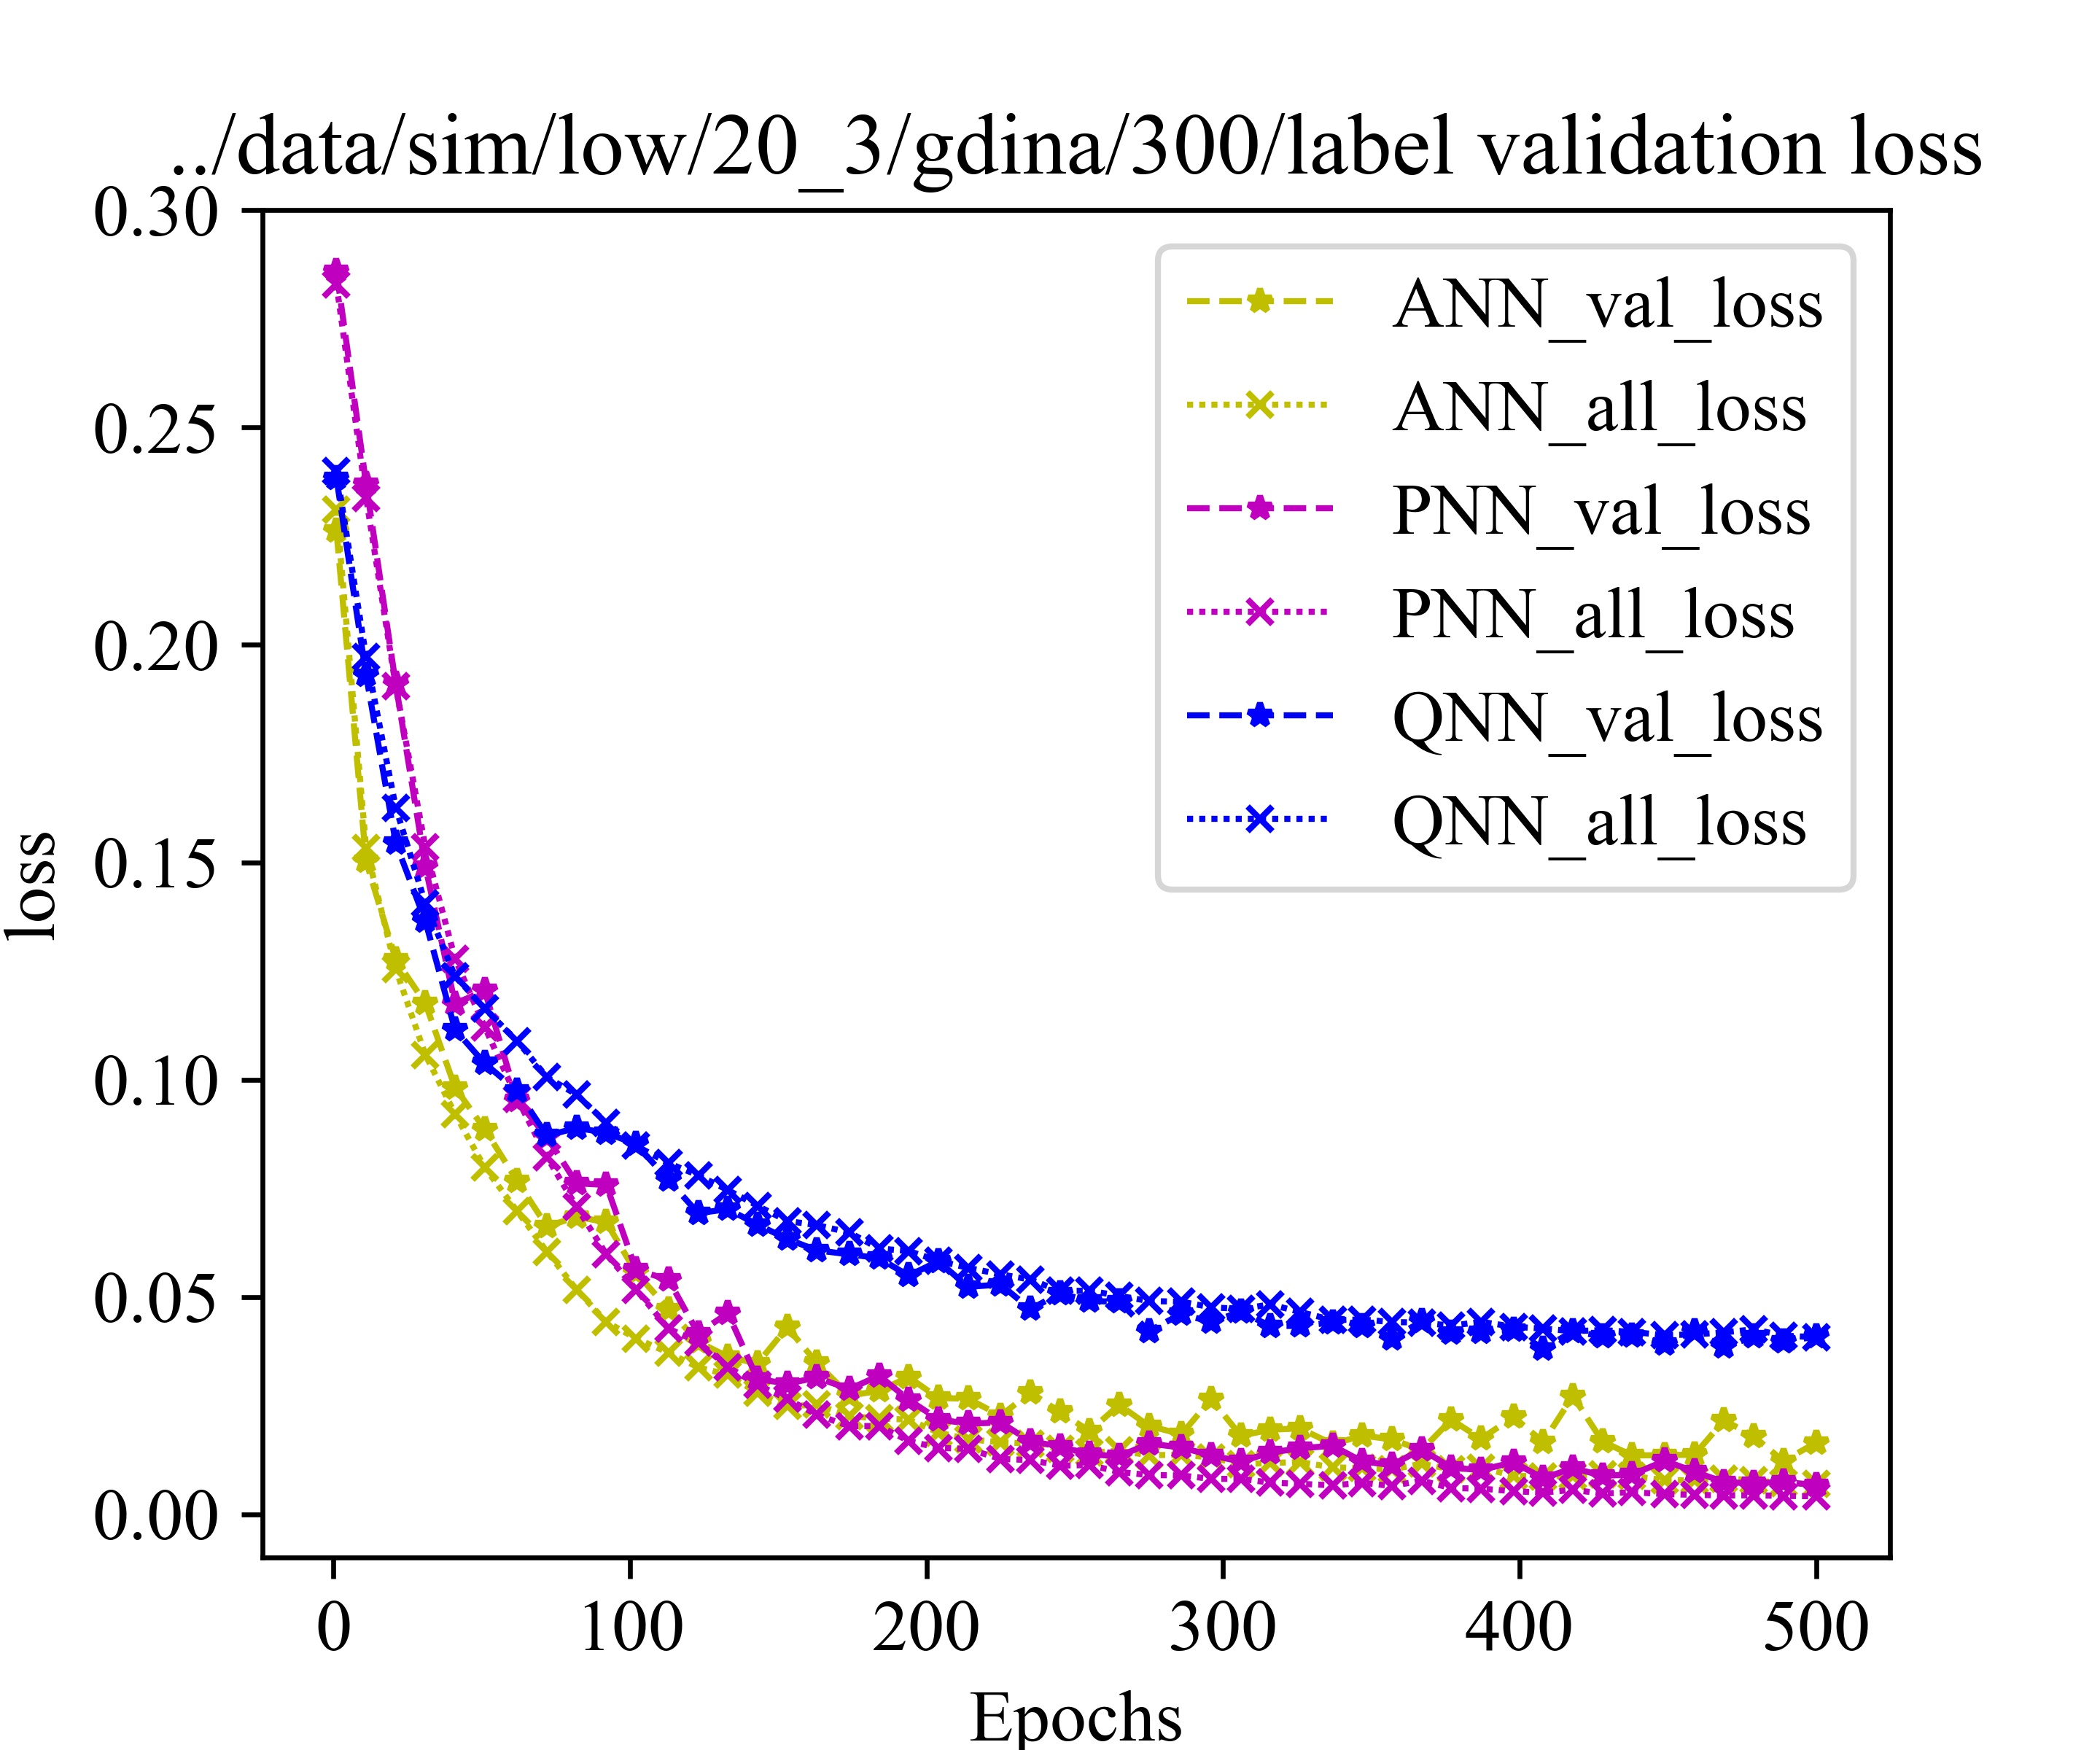 ../data/sim/low/20_3/gdina/300/label validation loss
0.30
0.25
0.20
0.15
0.10
0.05
0.00
loss
ANN_val_loss
ANN_all_loss
PNN_val_loss
PNN_all_loss
QNN_val_loss
QNN_all_loss
0 100 200 300 400 500
Epochs